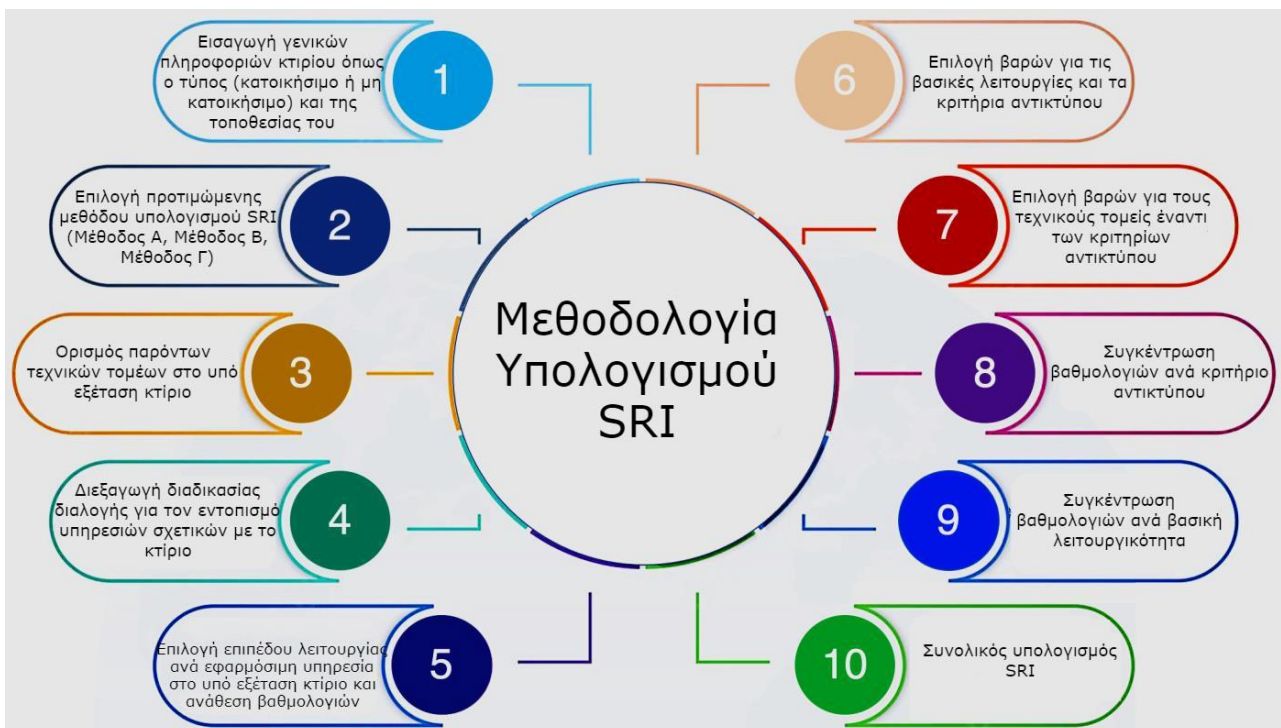 Μεθοδολογία
Υπολογισμού
SRI
1
Εισαγωγή γενικών
πληροφοριών κτιρίου όπως
ο τύπος (κατοικήσιμο ή μη
κατοικήσιμο) και της
τοποθεσίας του
2
Επιλογή προτιμώμενης
μεθόδου υπολογισμού SRI
(Μέθοδος Α, Μέθοδος Β,
Μέθοδος Γ)
3
Ορισμός παρόντων
τεχνικών τομέων στο υπό
εξέταση κτίριο
4
Διεξαγωγή διαδικασίας
διαλογής για τον εντοπισμό
υπηρεσιών σχετικών με το
κτίριο
5
Επιλογή επιπέδου λειτουργίας
ανά εφαρμόσιμη υπηρεσία
στο υπό εξέταση κτίριο και
ανάθεση βαθμολογιών
6
Επιλογή βαρών για τις
βασικές λειτουργίες και τα
κριτήρια αντικτύπου
7
Επιλογή βαρών για τους
τεχνικούς τομείς έναντι
των κριτηρίων
αντικτύπου
8
Συγκέντρωση
βαθμολογιών ανά κριτήριο
αντικτύπου
9
Συγκέντρωση
βαθμολογιών ανά βασική
λειτουργικότητα
10
Συνολικός υπολογισμός
SRI